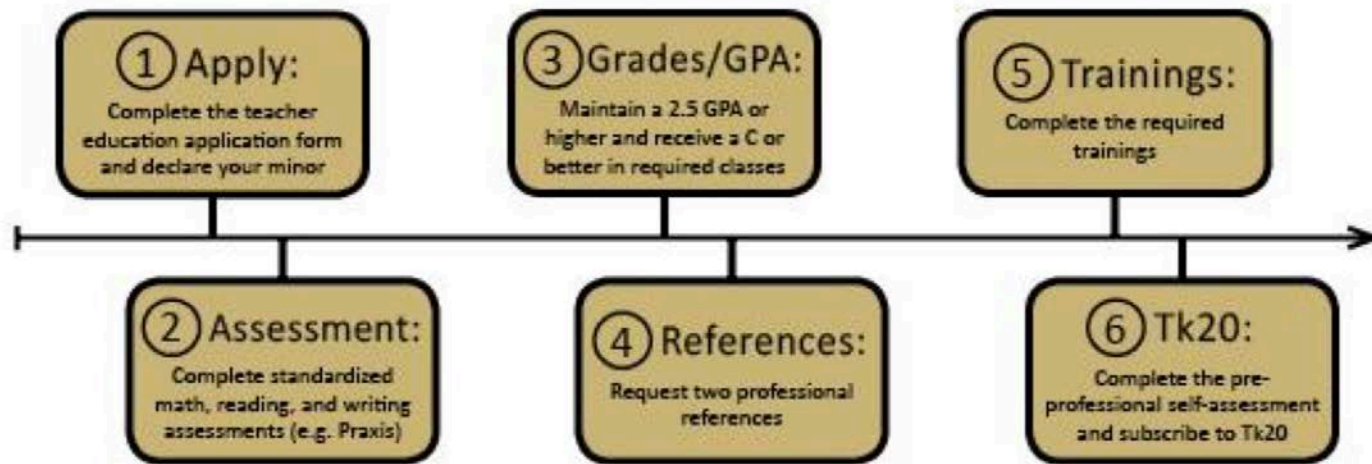 1 Apply:
Complete the teacher
education application form
and declare your minor
2 Assessment:
Complete standardized
math, reading, and writing
assessments (e.g. Praxis)
3 Grades/GPA:
Maintain a 2.5 GPA or
higher and receive a C or
better in required classes
4 References:
Request two professional
references
5 Trainings:
Complete the required
trainings
6 Tk20:
Complete the pre-
professional self-assessment
and subscribe to Tk20